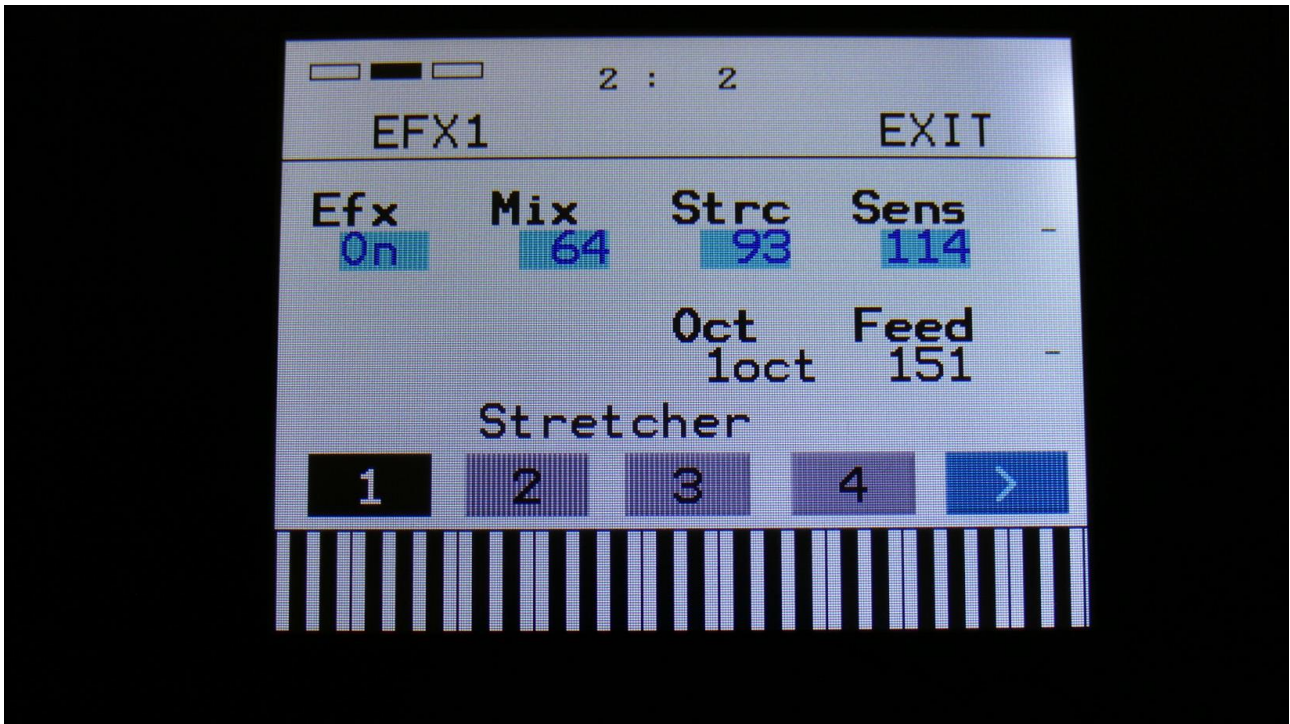 2 : 2
EFX1 EXIT
Efx Mix Strc Sens -
On 64 93 114
Oct Feed -
1oct 151
Stretcher
1 2 3 4 >